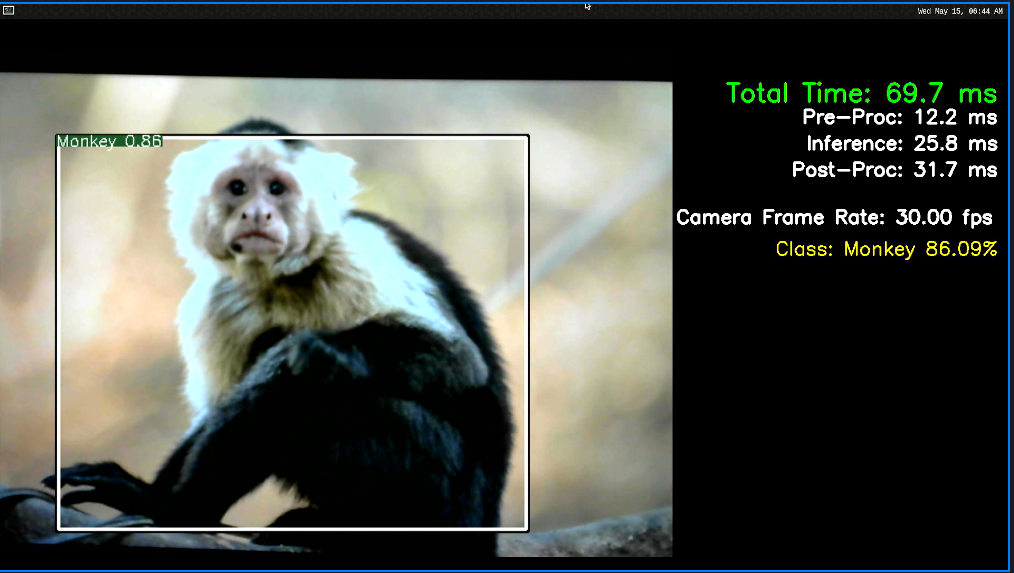 Wed May 15, 06:44 AM
Total Time: 69.7 ms
Pre-Proc: 12.2 ms
Inference: 25.8 ms
Post-Proc: 31.7 ms
Camera Frame Rate: 30.00 fps
Class: Monkey 86.09%
Monkey 0.86